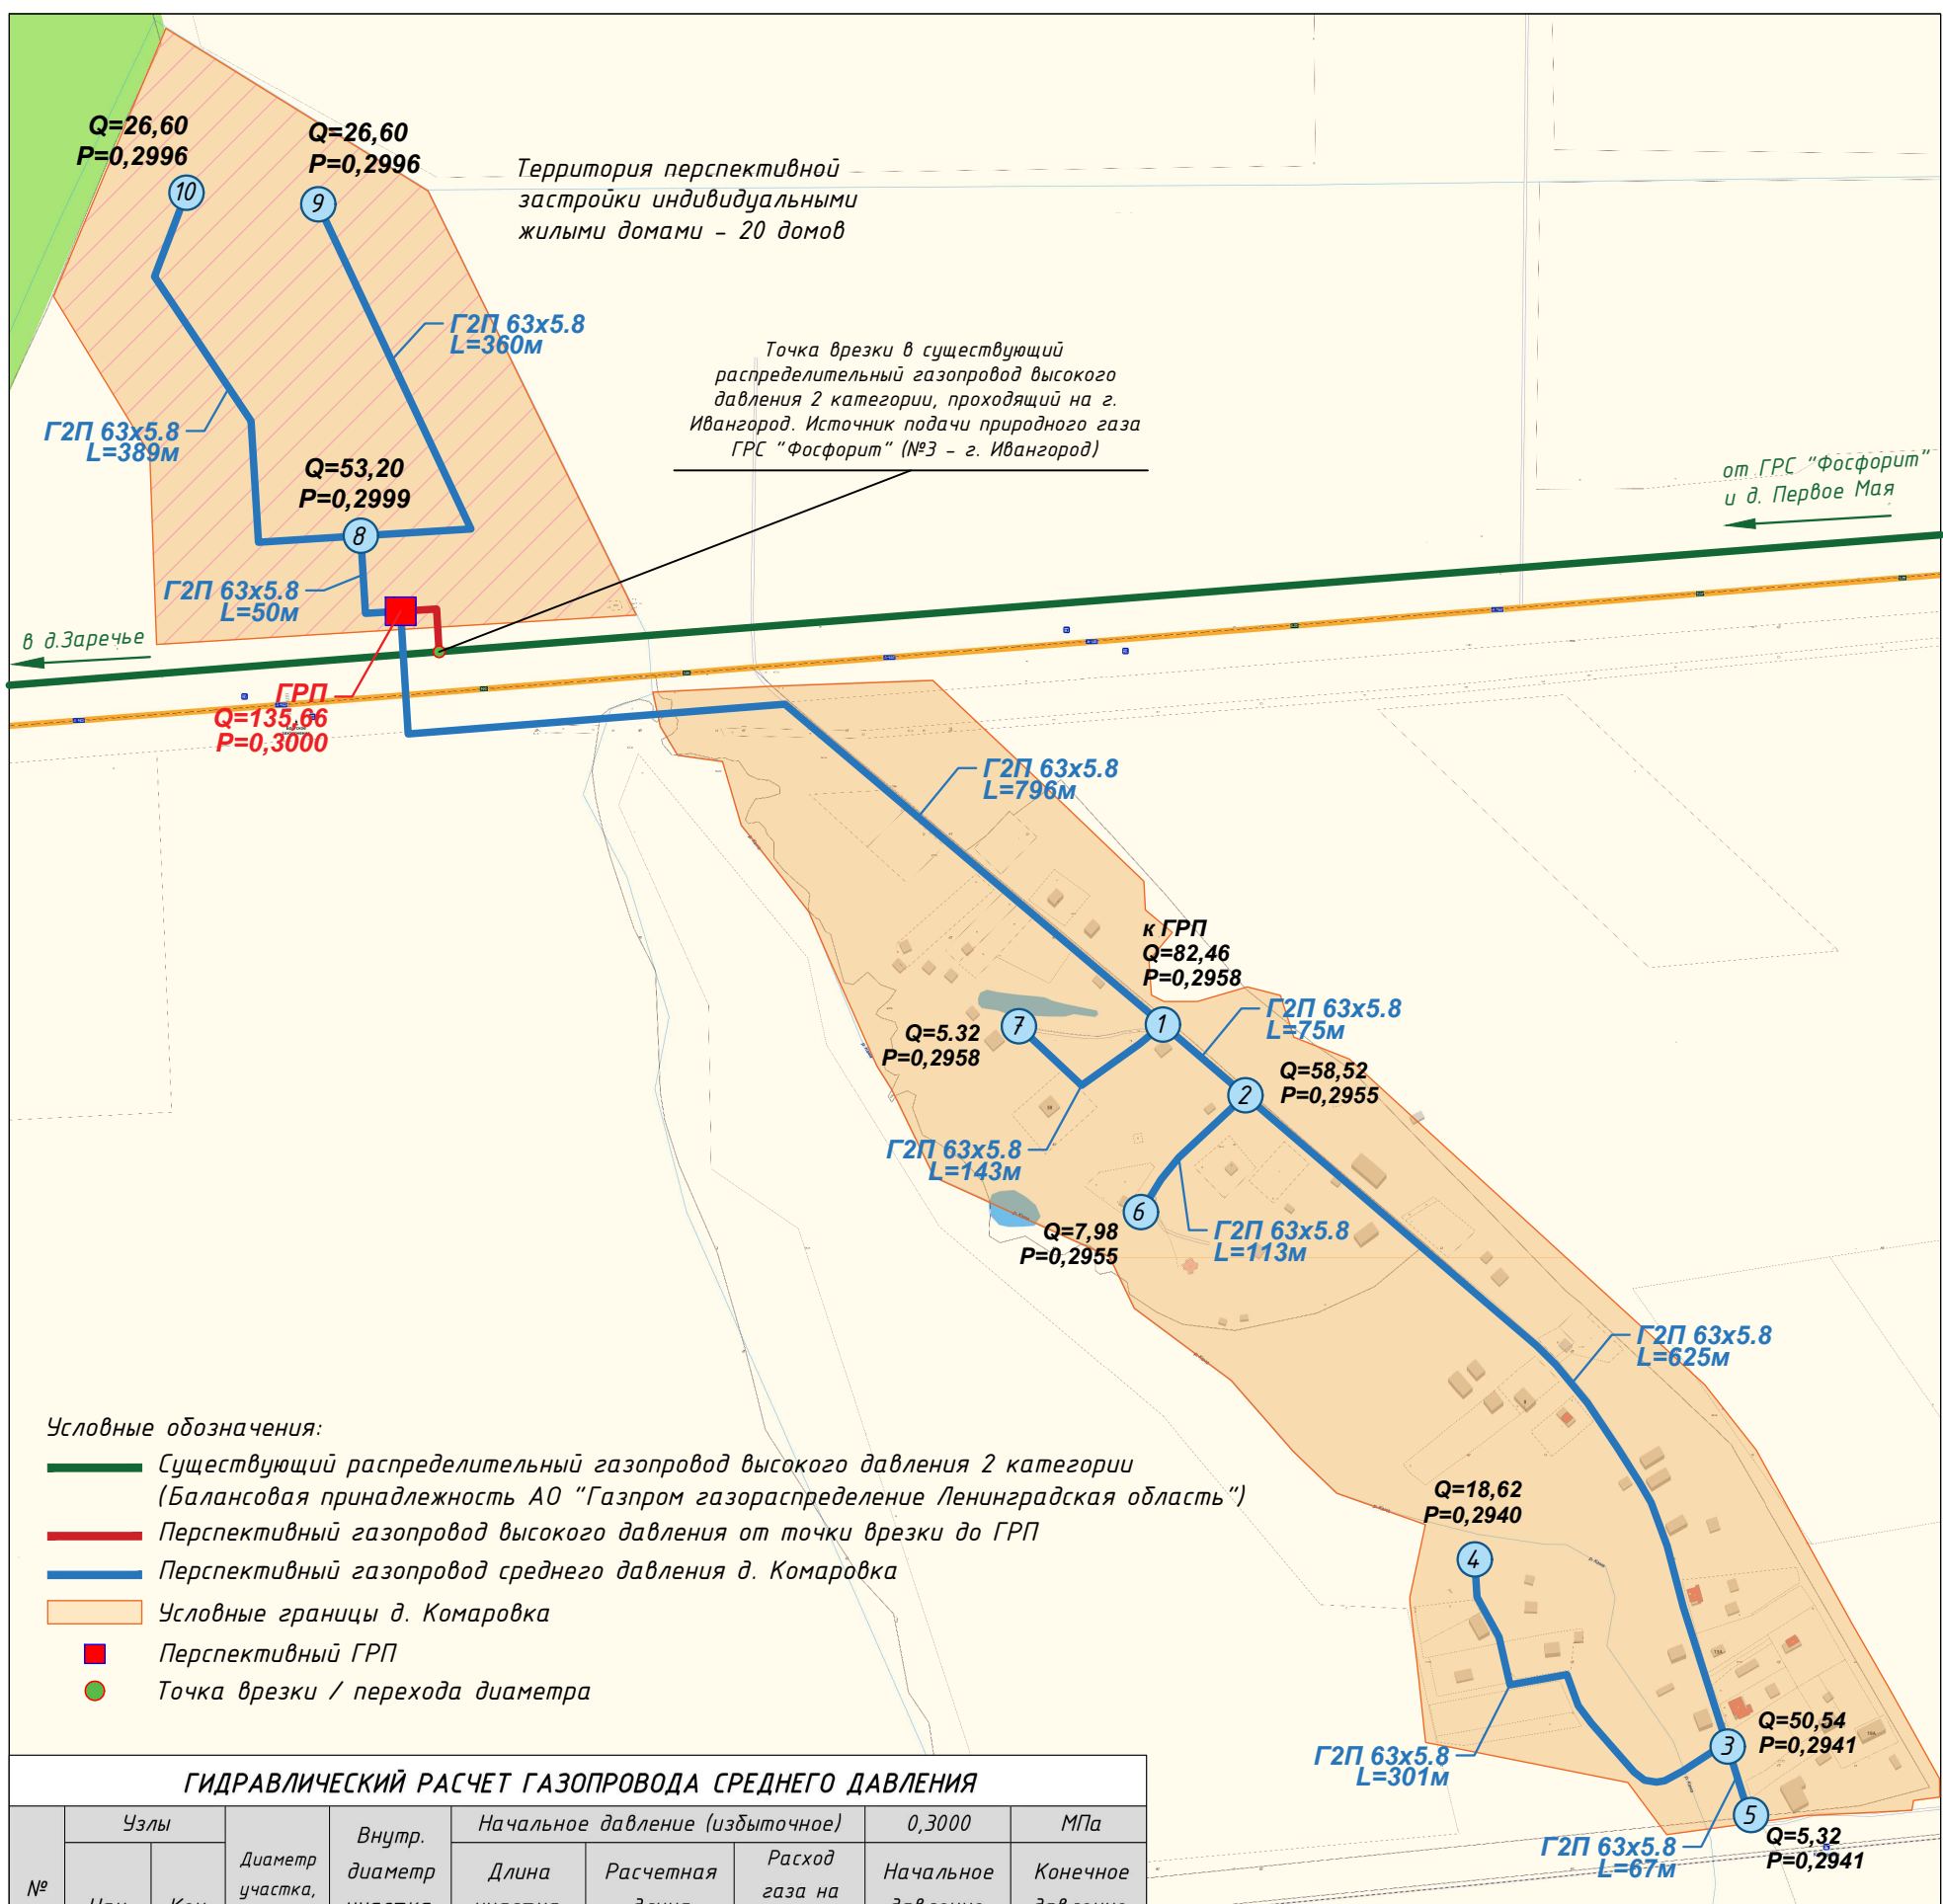 Q=26,60
P=0,2996
10
Q=26,60
P=0,2996
9
Территория перспективной
застройки индивидуальными
жилыми домами - 20 домов
Г2П 63х5.8
L=360м
Точка врезки в существующий
распределительный газопровод высокого
давления 2 категории, проходящий на г.
Ивангород. Источник подачи природного газа
ГРС "Фосфорит" (№3 - г. Ивангород)
Г2П 63х5.8
L=389м
Q=53,20
P=0,2999
8
от ГРС "Фосфорит"
и д. Первое Мая
Г2П 63х5.8
L=50м
в д.Заречье
ГРП
Q=135,66
P=0,3000
Г2П 63х5.8
L=796м
к ГРП
Q=82,46
P=0,2958
1
Г2П 63х5.8
L=75м
Q=5.32
P=0,2958
7
Q=58,52
P=0,2955
2
Г2П 63х5.8
L=143м
6
Q=7,98
P=0,2955
Г2П 63х5.8
L=113м
Г2П 63х5.8
L=625м
Условные обозначения:
Существующий распределительный газопровод высокого давления 2 категории
(Балансовая принадлежность АО "Газпром газораспределение Ленинградская область")
Перспективный газопровод высокого давления от точки врезки до ГРП
Перспективный газопровод среднего давления д. Комаровка
Условные границы д. Комаровка
Перспективный ГРП
Точка врезки / перехода диаметра
Q=18,62
P=0,2940
4
Q=50,54
P=0,2941
3
Г2П 63х5.8
L=301м
5
Q=5,32
P=0,2941
Г2П 63х5.8
L=67м
ГИДРАВЛИЧЕСКИЙ РАСЧЕТ ГАЗОПРОВОДА СРЕДНЕГО ДАВЛЕНИЯ
Узлы
Начальное давление (избыточное)
0,3000
МПа
№
Диаметр
участка,
Внутр.
диаметр
Длина
Расчетная
Расход
газа на
Начальное
Конечное